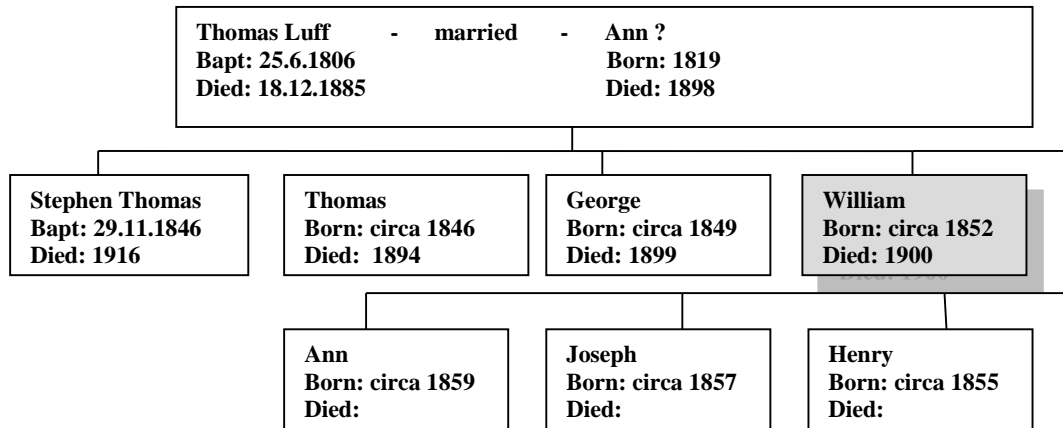 Thomas Luff - married - Ann ?
Bapt: 25.6.1806 Born: 1819
Died: 18.12.1885 Died: 1898
Stephen Thomas
Bapt: 29.11.1846
Died: 1916
Thomas
Born: circa 1846
Died: 1894
George
Born: circa 1849
Died: 1899
William
Born: circa 1852
Died: 1900
Died: 1900
Ann
Born: circa 1859
Died:
Joseph
Born: circa 1857
Died:
Henry
Born: circa 1855
Died: